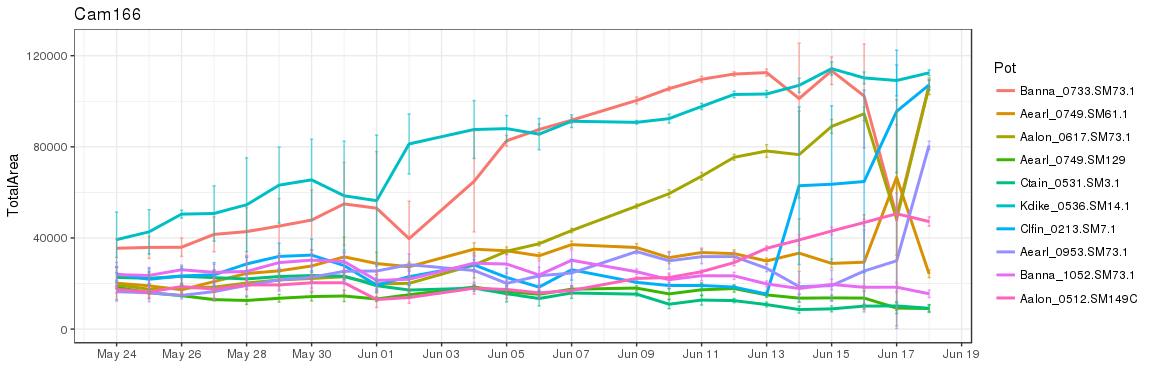 Cam166
TotalArea
120000
80000
40000
0
May 24 May 26 May 28 May 30 Jun 01 Jun 03 Jun 05 Jun 07 Jun 09 Jun 11 Jun 13 Jun 15 Jun 17 Jun 19
Pot
Banna_0733.SM73.1
Aearl_0749.SM61.1
Aalon_0617.SM73.1
Aearl_0749.SM129
Ctain_0531.SM3.1
Kdike_0536.SM14.1
Clfin_0213.SM7.1
Aearl_0953.SM73.1
Banna_1052.SM73.1
Aalon_0512.SM149C